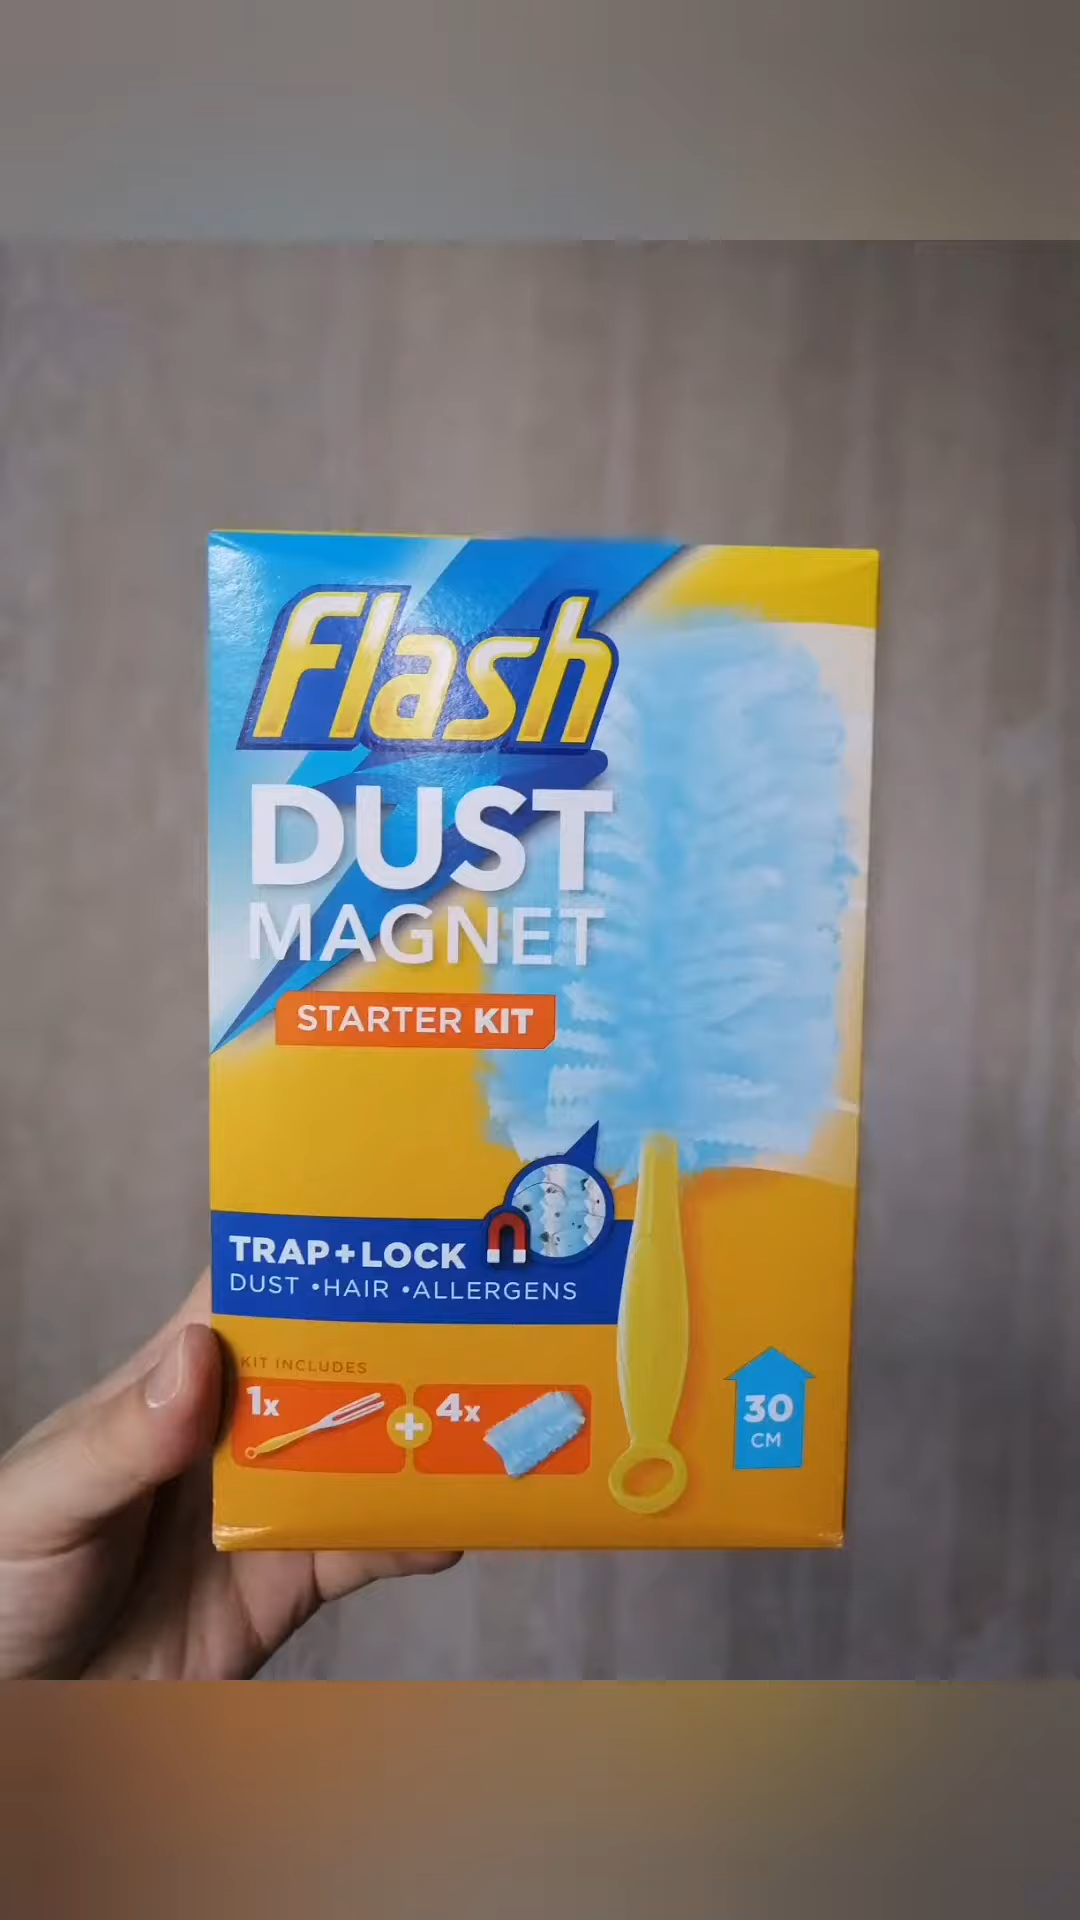 Flash
DUST
MAGNET
STARTER KIT
TRAP+LOCK
DUST •HAIR •ALLERGENS
KIT INCLUDES
1x
+
4x
30
CM